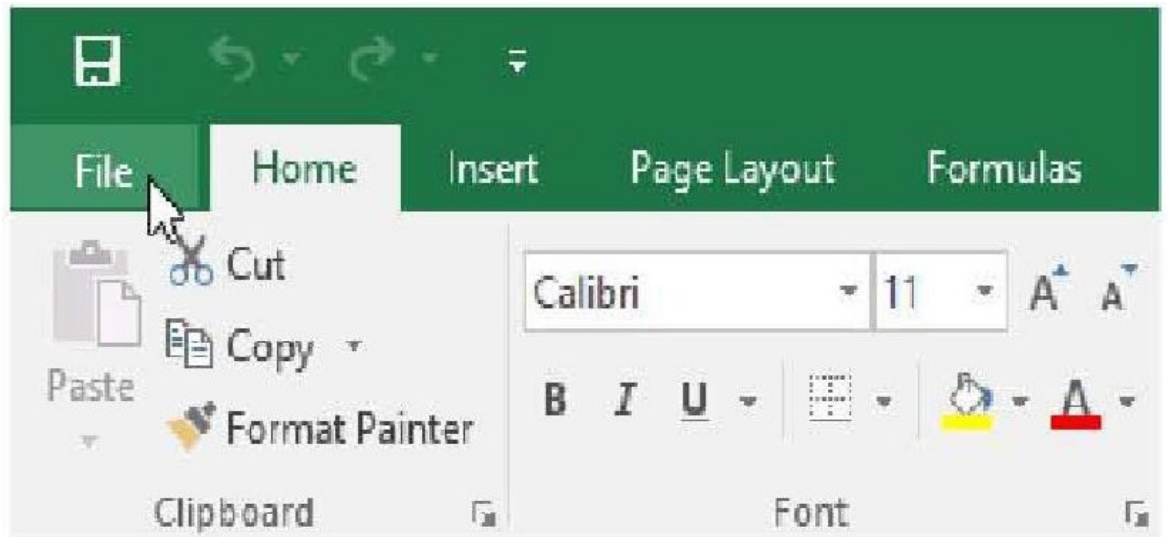 File Home Insert Page Layout Formulas
Cut
Calibri 11 A A
Copy
Paste
B I U A
Format Painter
Clipboard Font